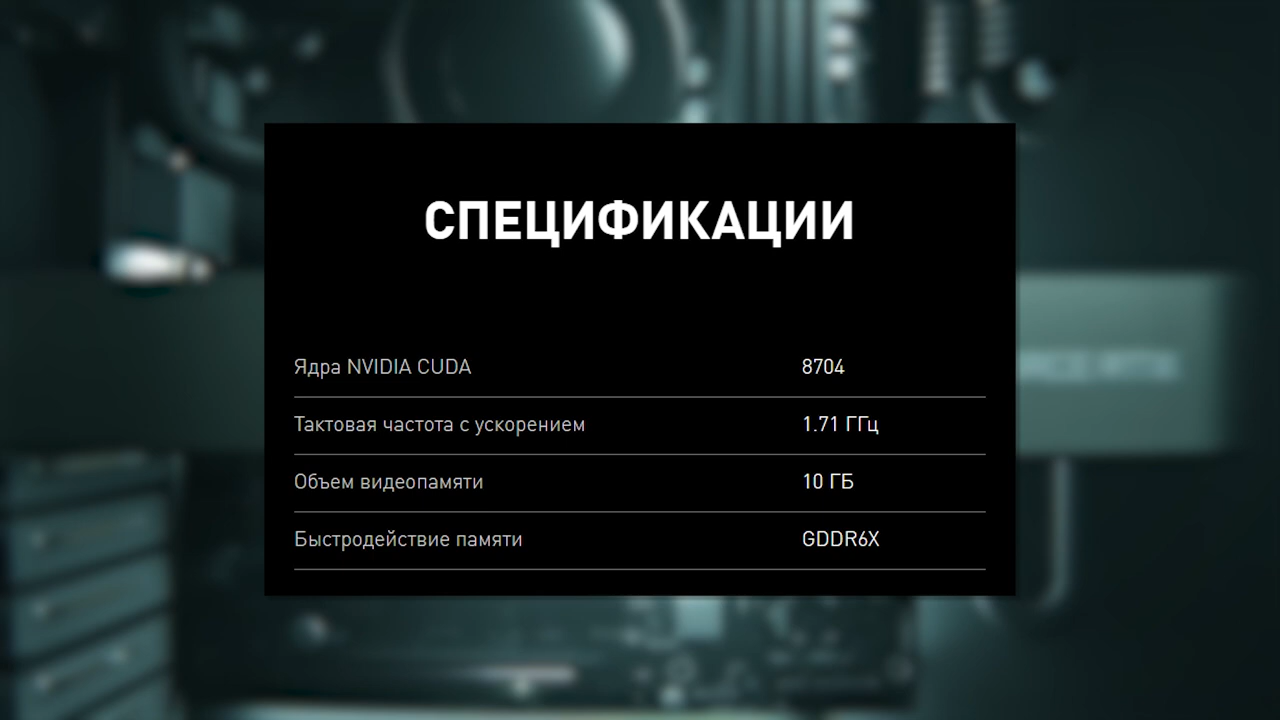 СПЕЦИФИКАЦИИ
Ядра NVIDIA CUDA 8704
Тактовая частота с ускорением 1.71 ГГц
Объем видеопамяти 10 ГБ
Быстродействие памяти GDDR6X